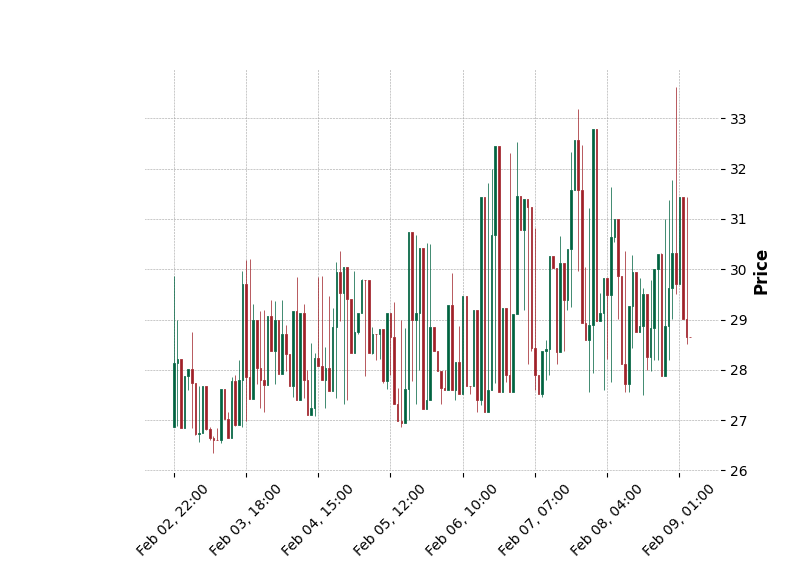 33
32
31
30
29
28
27
26
Price
Feb 02, 22:00
Feb 03, 18:00
Feb 04, 15:00
Feb 05, 12:00
Feb 06, 10:00
Feb 07, 07:00
Feb 08, 04:00
Feb 09, 01:00